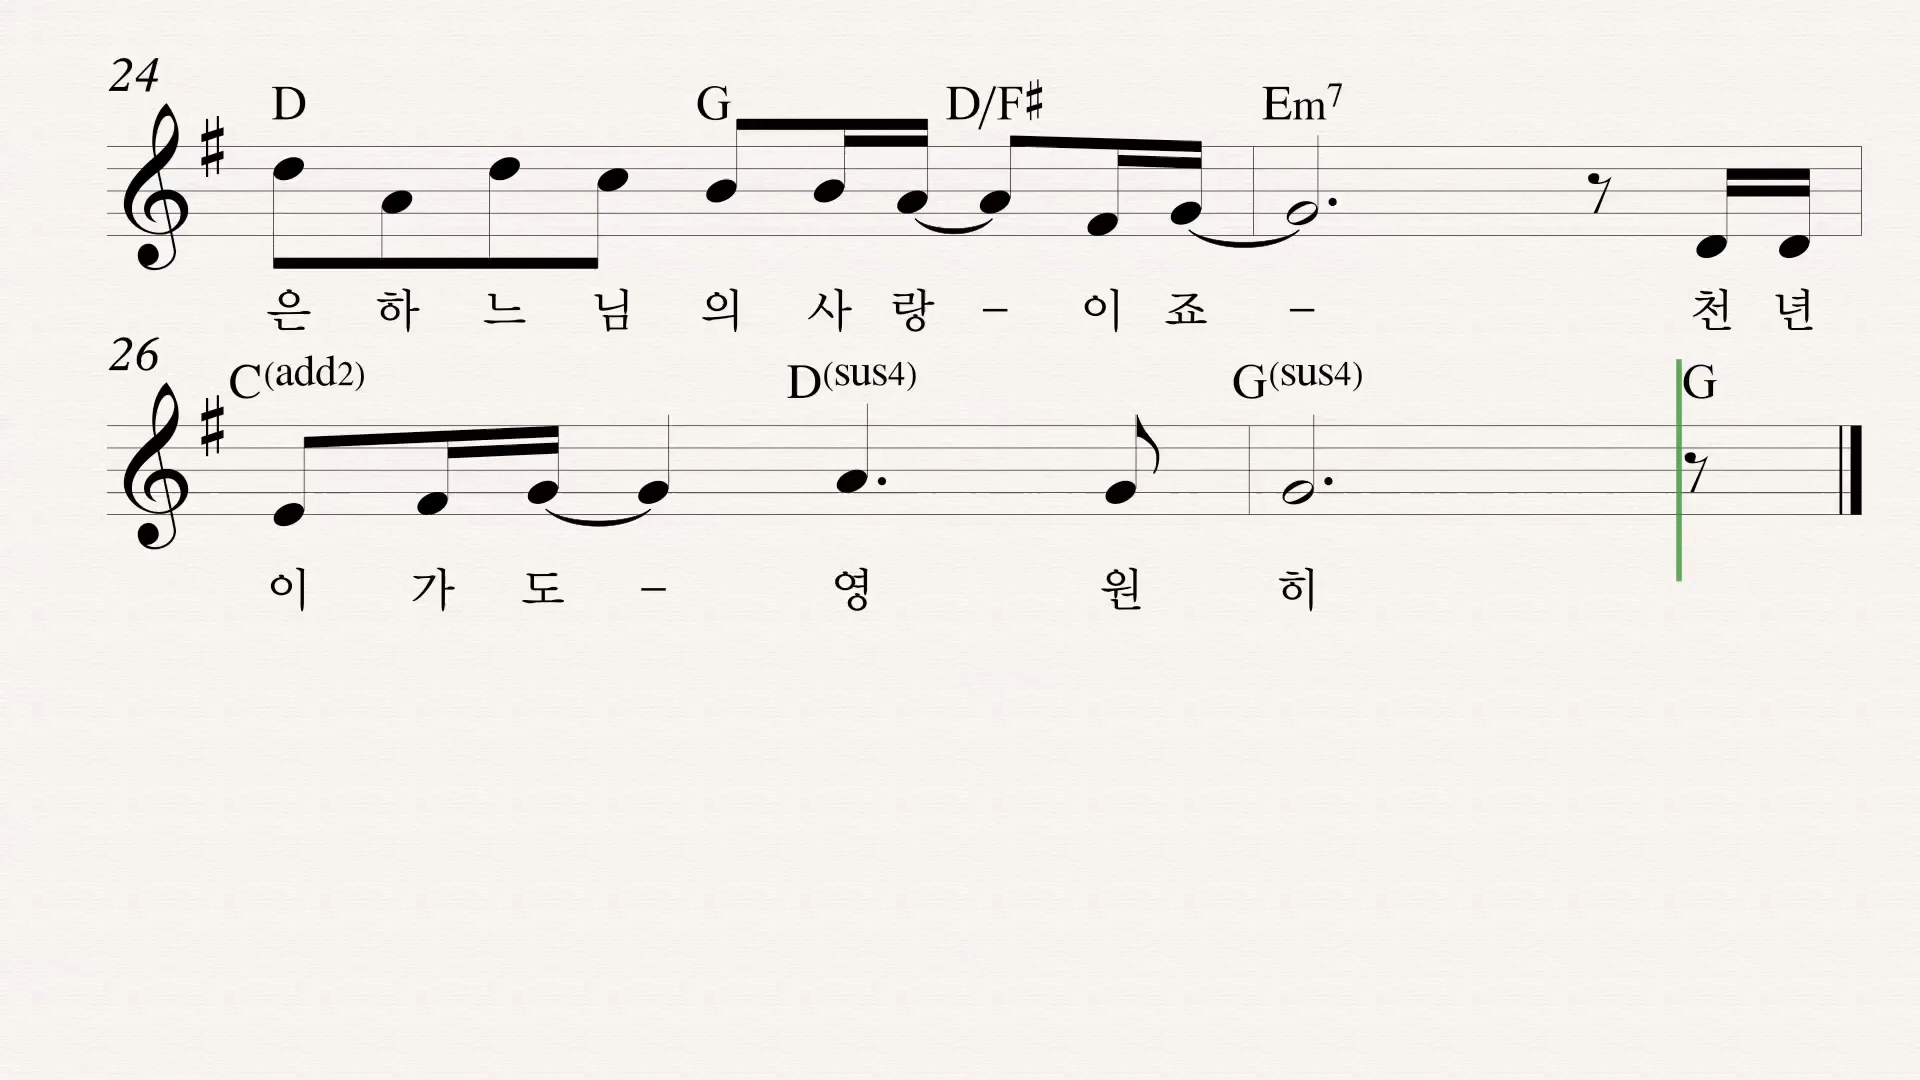 24
D G D/F♯ Em7
은 하 느 님 의 사 랑 – 이 죠 – 천 년
26
C(add2) D(sus4) G(sus4) G
이 가 도 – 영 원 히